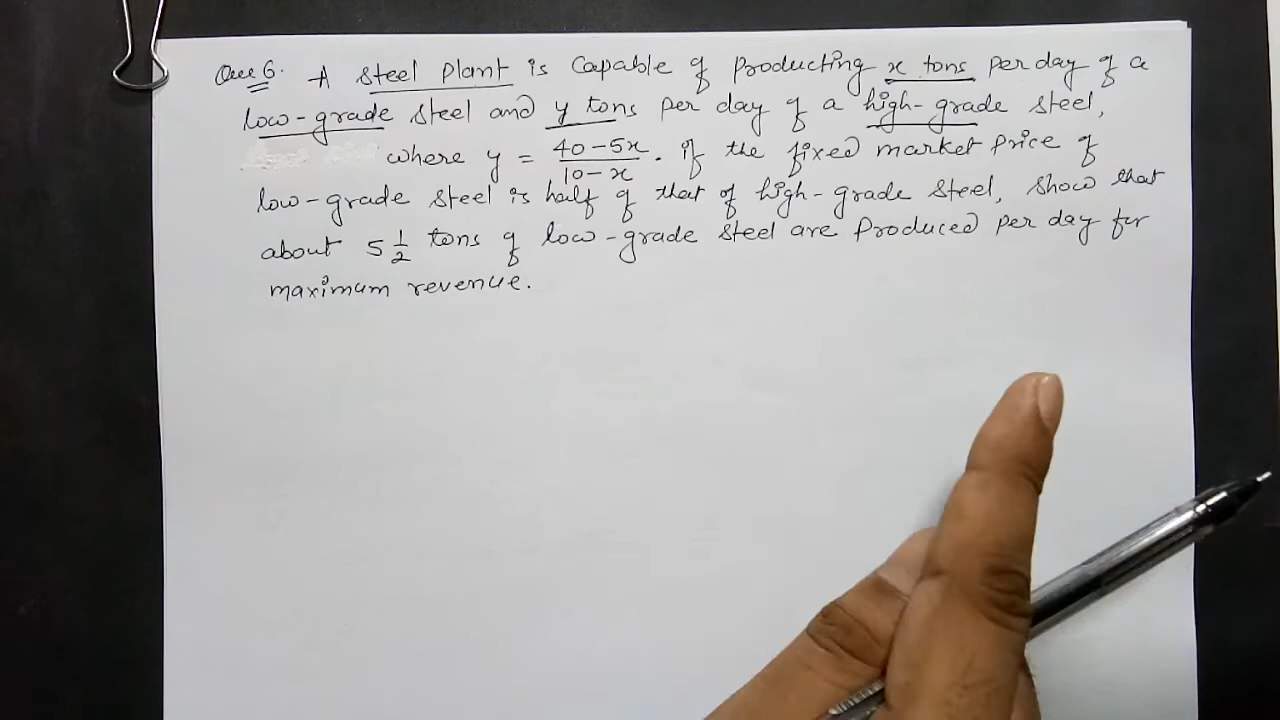 Que 6. A steel plant is capable of producting x tons per day of a
low-grade steel and y tons per day of a high-grade steel,
where y = \frac{40-5x}{10-x}. if the fixed market price of
low-grade steel is half of that of high-grade steel, show that
about 5 1/2 tons of low-grade steel are produced per day for
maximum revenue.